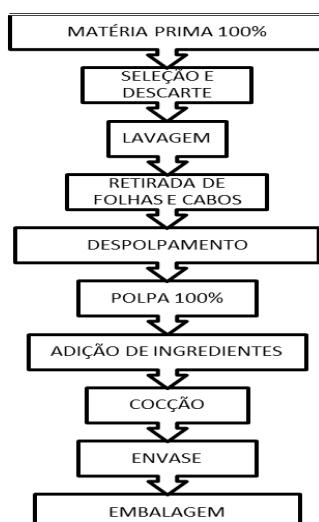 MATÉRIA PRIMA 100%
SELEÇÃO E
DESCARTE
LAVAGEM
RETIRADA DE
FOLHAS E CABOS
DESPOLPAMENTO
POLPA 100%
ADIÇÃO DE INGREDIENTES
COCÇÃO
ENVASE
EMBALAGEM